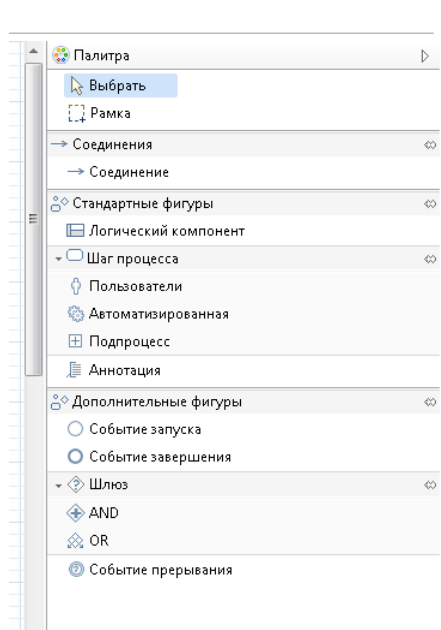 Палитра
Выбрать
Рамка
Соединения
Соединение
Стандартные фигуры
Логический компонент
Шаг процесса
Пользователи
Автоматизированная
Подпроцесс
Аннотация
Дополнительные фигуры
Событие запуска
Событие завершения
Шлюз
AND
OR
Событие прерывания